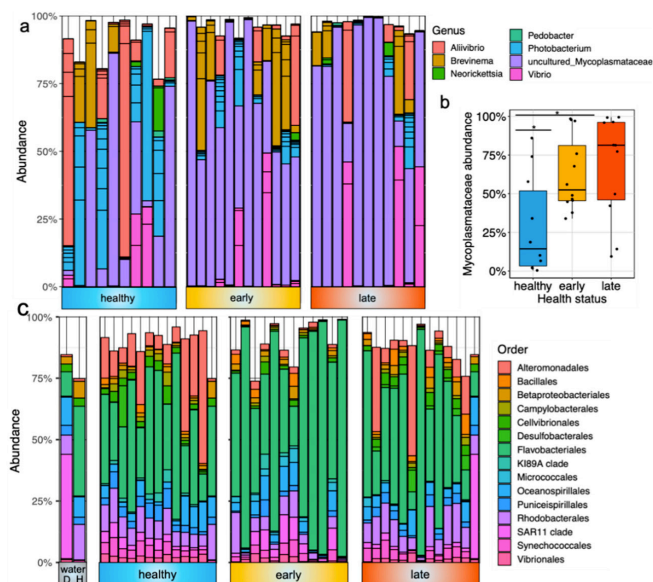 a
Genus
Aliivibrio
Brevinema
Neorickettsia
Pedobacter
Photobacterium
uncultured_Mycoplasmataceae
Vibrio
100%
75%
50%
25%
0%
Abundance
healthy
early
late
b
Mycoplasmataceae abundance
100%
75%
50%
25%
0%
healthy
early
late
Health status
c
100%
75%
50%
25%
0%
Abundance
water
D H
healthy
early
late
Order
Alteromonadales
Bacillales
Betaproteobacteriales
Campylobacterales
Cellvibrionales
Desulfobacterales
Flavobacteriales
KI89A clade
Micrococcales
Oceanospirillales
Puniceispirillales
Rhodobacterales
SAR11 clade
Synechococcales
Vibrionales